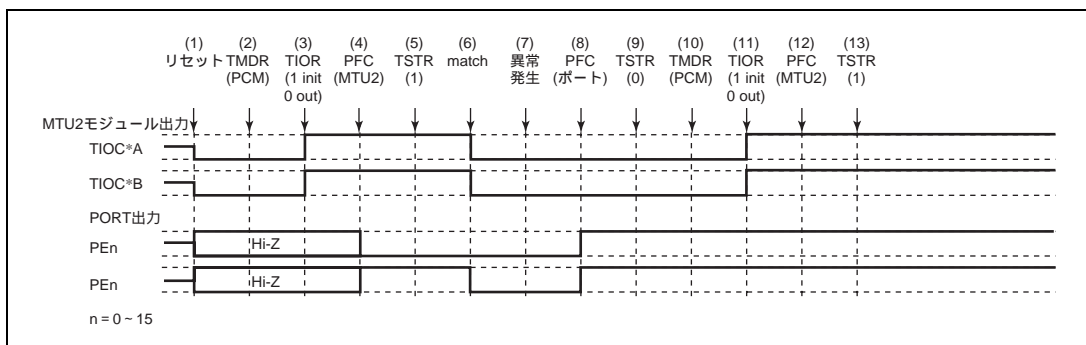 (1) (2) (3) (4) (5) (6) (7) (8) (9) (10) (11) (12) (13)
リセット TMDR TIOR PFC TSTR match 異常 PFC TSTR TMDR TIOR PFC TSTR
(PCM) (1 init (MTU2) (1) 発生 (ポート) (0) (PCM) (1 init (MTU2) (1)
0 out) 0 out)
MTU2モジュール出力
TIOC*A
TIOC*B
PORT出力
PEn Hi-Z
PEn Hi-Z
n = 0 ~ 15